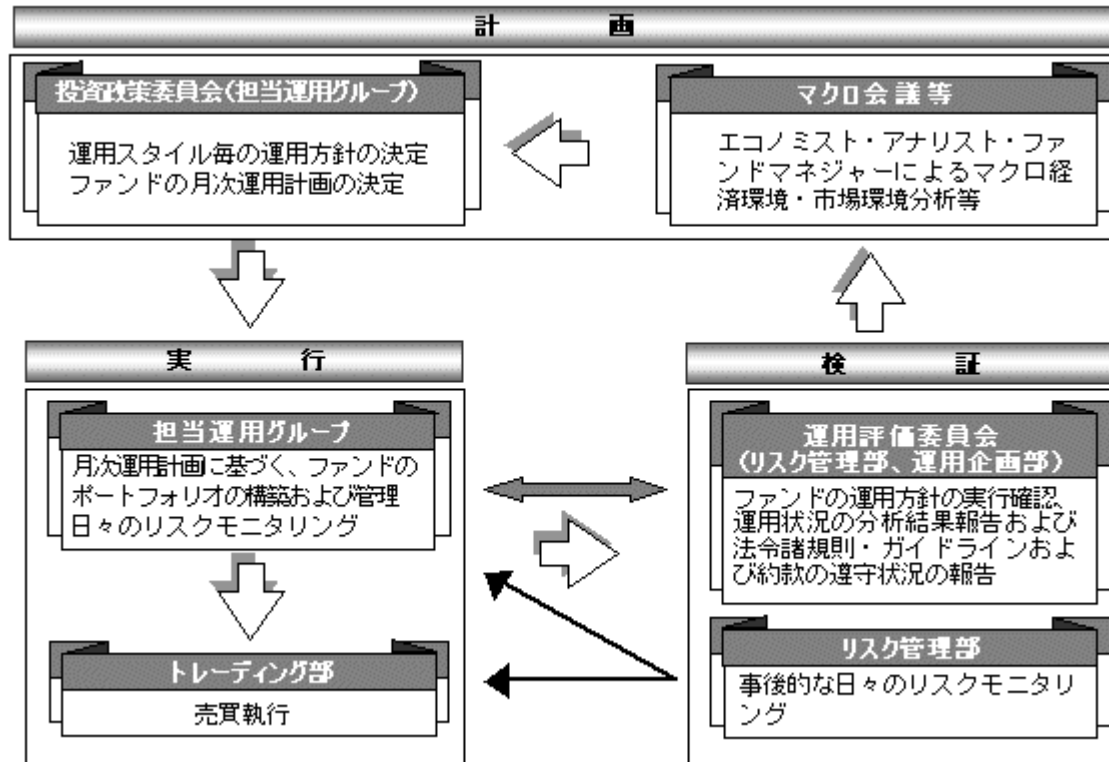 計画
投資政策委員会(担当運用グループ)
運用スタイル毎の運用方針の決定
ファンドの月次運用計画の決定
マクロ会議等
エコノミスト・アナリスト・ファ
ンドマネジャーによるマクロ経
済環境・市場環境分析等
実行
担当運用グループ
月次運用計画に基づく、ファンドの
ポートフォリオの構築および管理
日々のリスクモニタリング
トレーディング部
売買執行
検証
運用評価委員会
(リスク管理部、運用企画部)
ファンドの運用方針の実行確認、
運用状況の分析結果報告および
法令諸規則・ガイドラインおよ
び約款の遵守状況の報告
リスク管理部
事後的な日々のリスクモニタリ
ング